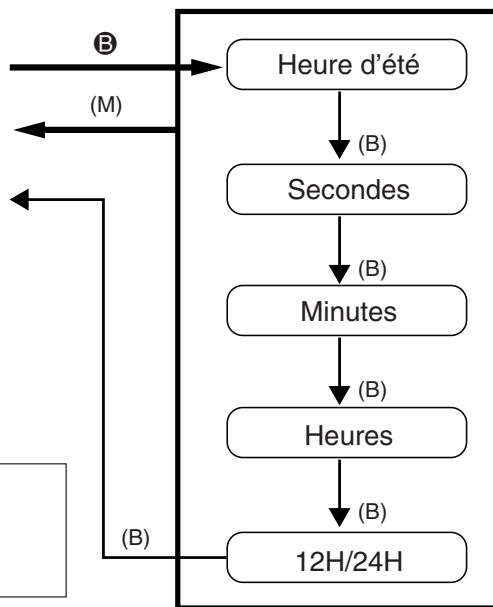 🅑
Heure d’été
(M)
(B)
Secondes
(B)
Minutes
(B)
Heures
(B)
(B)
12H/24H